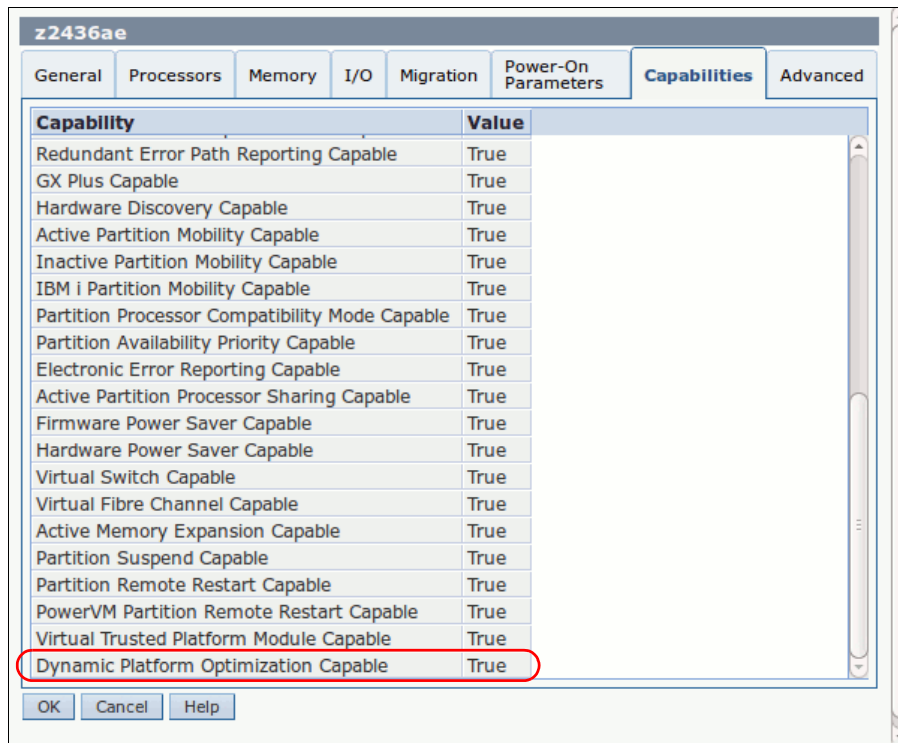 z2436ae
General Processors Memory I/O Migration Power-On Parameters Capabilities Advanced
Capability Value
Redundant Error Path Reporting Capable True
GX Plus Capable True
Hardware Discovery Capable True
Active Partition Mobility Capable True
Inactive Partition Mobility Capable True
IBM i Partition Mobility Capable True
Partition Processor Compatibility Mode Capable True
Partition Availability Priority Capable True
Electronic Error Reporting Capable True
Active Partition Processor Sharing Capable True
Firmware Power Saver Capable True
Hardware Power Saver Capable True
Virtual Switch Capable True
Virtual Fibre Channel Capable True
Active Memory Expansion Capable True
Partition Suspend Capable True
Partition Remote Restart Capable True
PowerVM Partition Remote Restart Capable True
Virtual Trusted Platform Module Capable True
Dynamic Platform Optimization Capable True
OK Cancel Help